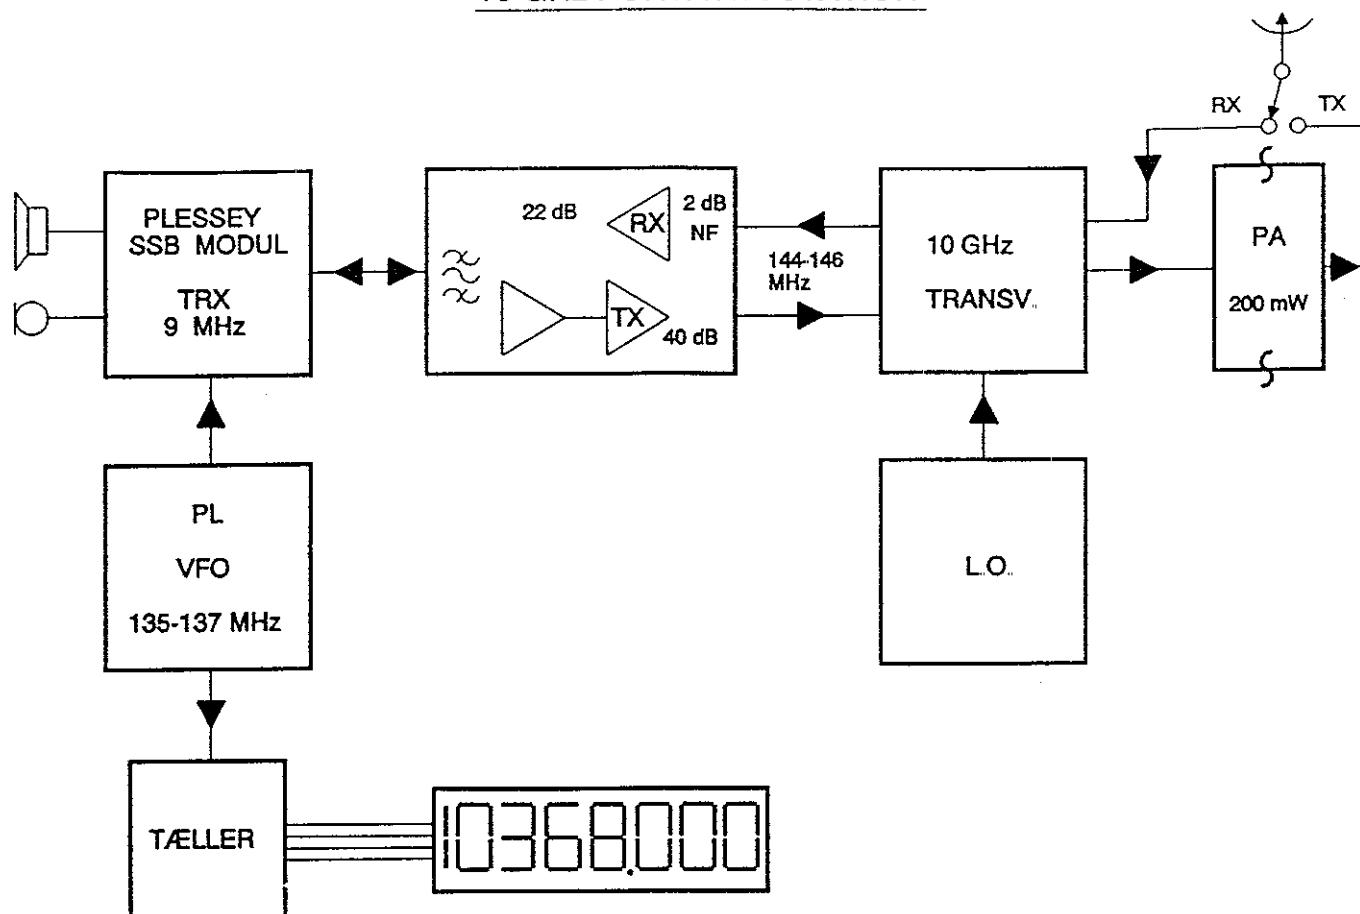 RX
TX
PLESSEY
SSB MODUL
TRX
9 MHz
22 dB
RX
2 dB
NF
TX
40 dB
144-146
MHz
10 GHz
TRANSV.
PA
200 mW
PL
VFO
135-137 MHz
L.O.
TÆLLER
10368.000